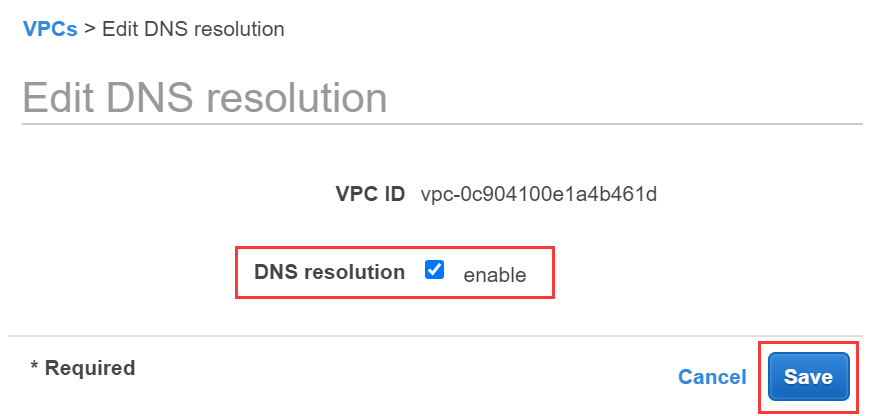 VPCs > Edit DNS resolution
Edit DNS resolution
VPC ID vpc-0c904100e1a4b461d
DNS resolution enable
* Required
Cancel Save